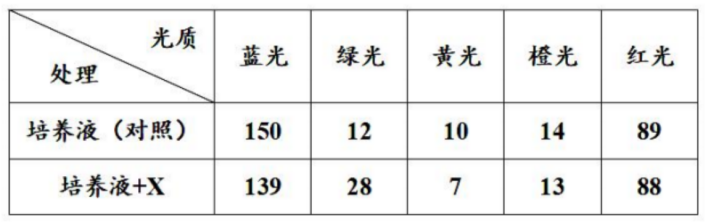 光质
处理
蓝光 绿光 黄光 橙光 红光
培养液（对照） 150 12 10 14 89
培养液+X 139 28 7 13 88